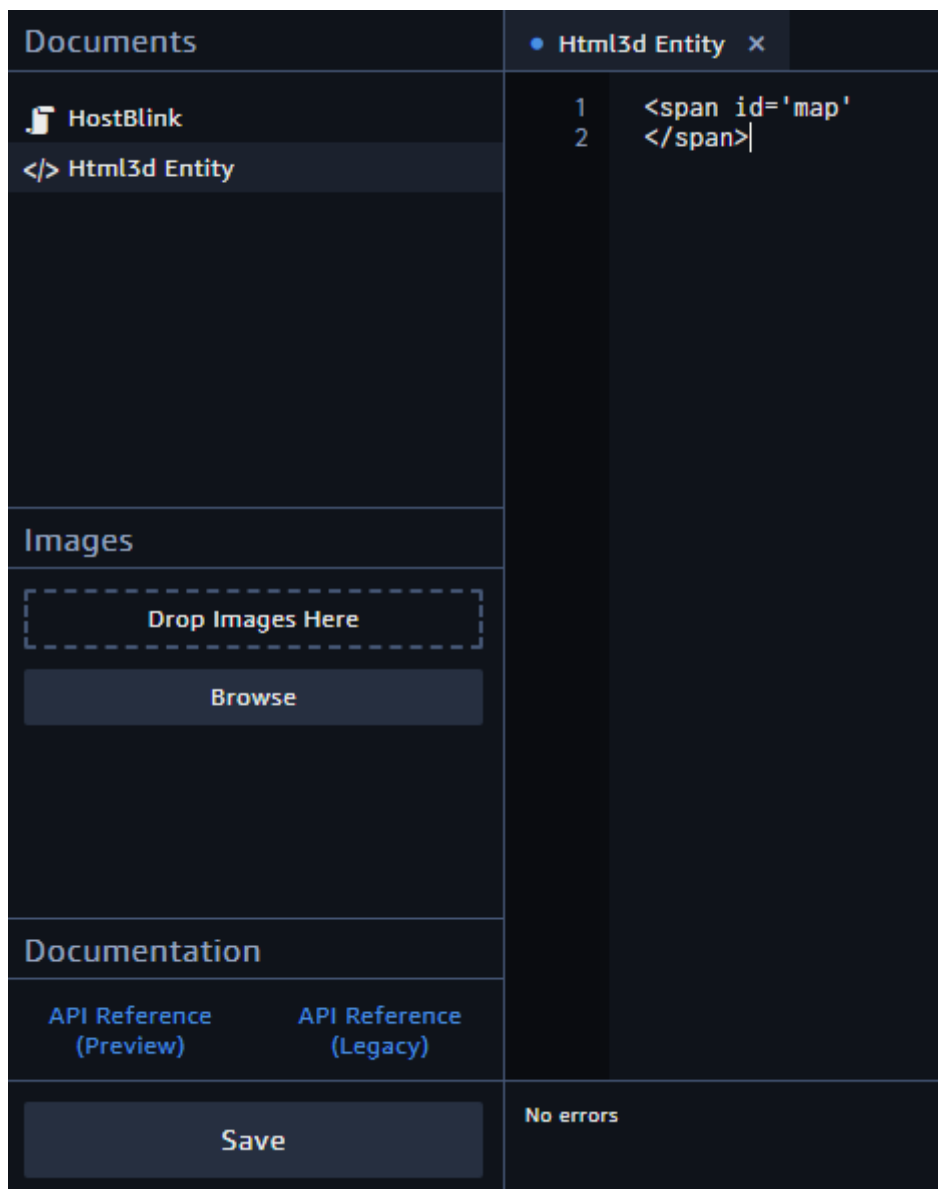 Documents
HostBlink
</> Html3d Entity
Images
Drop Images Here
Browse
Documentation
API Reference
(Preview)
API Reference
(Legacy)
Save
Html3d Entity ×
1 <span id='map'
2 </span>
No errors